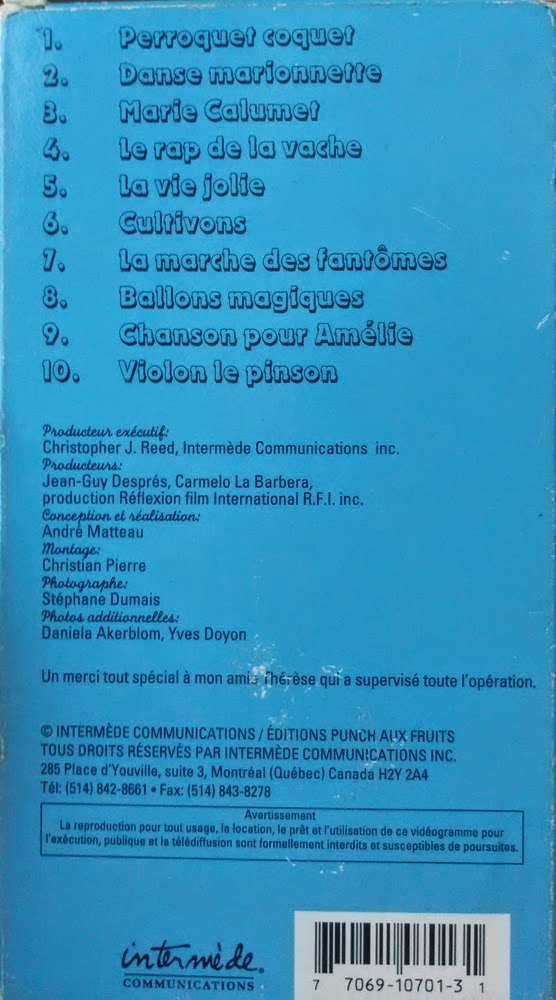 1. Perroquet coquet
2. Danse marionnette
3. Marie Calumet
4. Le rap de la vache
5. La vie jolie
6. Cultivons
7. La marche des fantômes
8. Ballons magiques
9. Chanson pour Amélie
10. Violon le pinson
Producteur exécutif:
Christopher J. Reed, Intermède Communications inc.
Producteurs:
Jean-Guy Després, Carmelo La Barbera,
production Réflexion film International R.F.I. inc.
Conception et réalisation:
André Matteau
Montage:
Christian Pierre
Photographe:
Stéphane Dumais
Photos additionnelles:
Daniela Akerblom, Yves Doyon
Un merci tout spécial à mon amie Thérèse qui a supervisé toute l'opération.
© INTERMÈDE COMMUNICATIONS / ÉDITIONS PUNCH AUX FRUITS
TOUS DROITS RÉSERVÉS PAR INTERMÈDE COMMUNICATIONS INC.
285 Place d'Youville, suite 3, Montréal (Québec) Canada H2Y 2A4
Tél: (514) 842-8661 • Fax: (514) 843-8278
Avertissement
La reproduction pour tout usage, la location, le prêt et l'utilisation de ce vidéogramme pour
l'exécution, publique et la télédiffusion sont formellement interdits et susceptibles de poursuites.
intermède.
COMMUNICATIONS
7 7069-10701-3 1